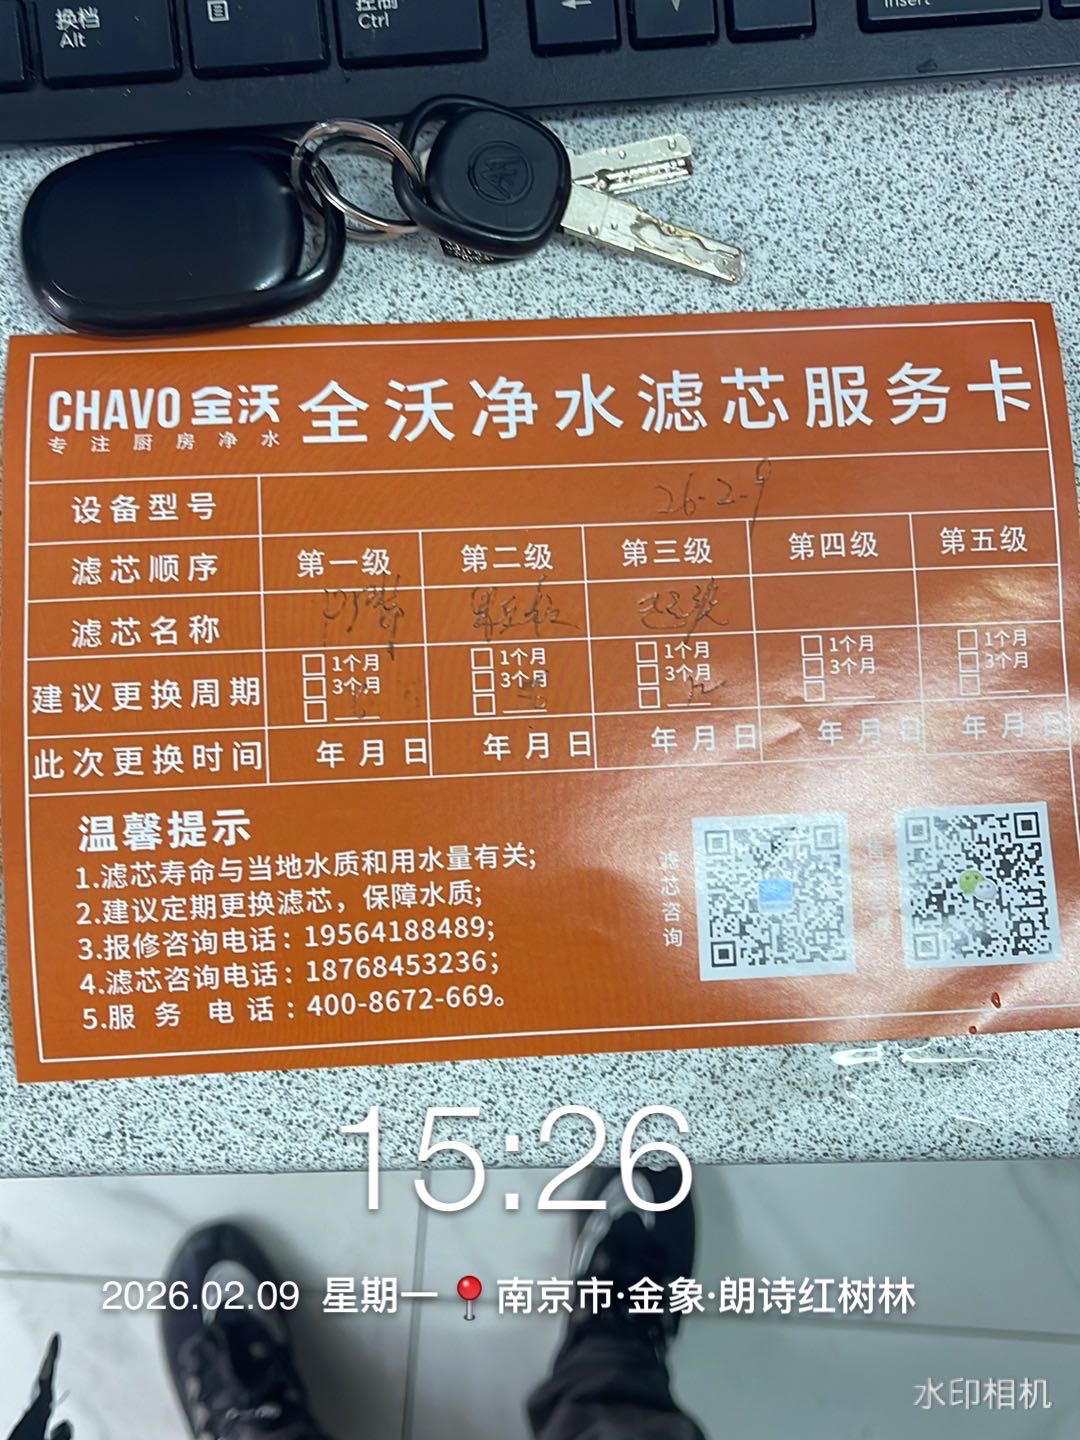 换档
Alt
控制
Ctrl
Insert
CHAVO 全沃
专注厨房净水
全沃净水滤芯服务卡
设备型号 26-2-9
滤芯顺序 第一级 第二级 第三级 第四级 第五级
滤芯名称
建议更换周期
□1个月 □1个月 □1个月 □1个月 □1个月
□3个月 □3个月 □3个月 □3个月 □3个月
□____ □____ □____ □____ □____
此次更换时间 年月日 年月日 年月日 年月日 年月日
温馨提示
1.滤芯寿命与当地水质和用水量有关;
2.建议定期更换滤芯，保障水质;
3.报修咨询电话：19564188489;
4.滤芯咨询电话：18768453236;
5.服务电话：400-8672-669。
滤芯咨询
15:26
2026.02.09 星期一 南京市·金象·朗诗红树林
水印相机